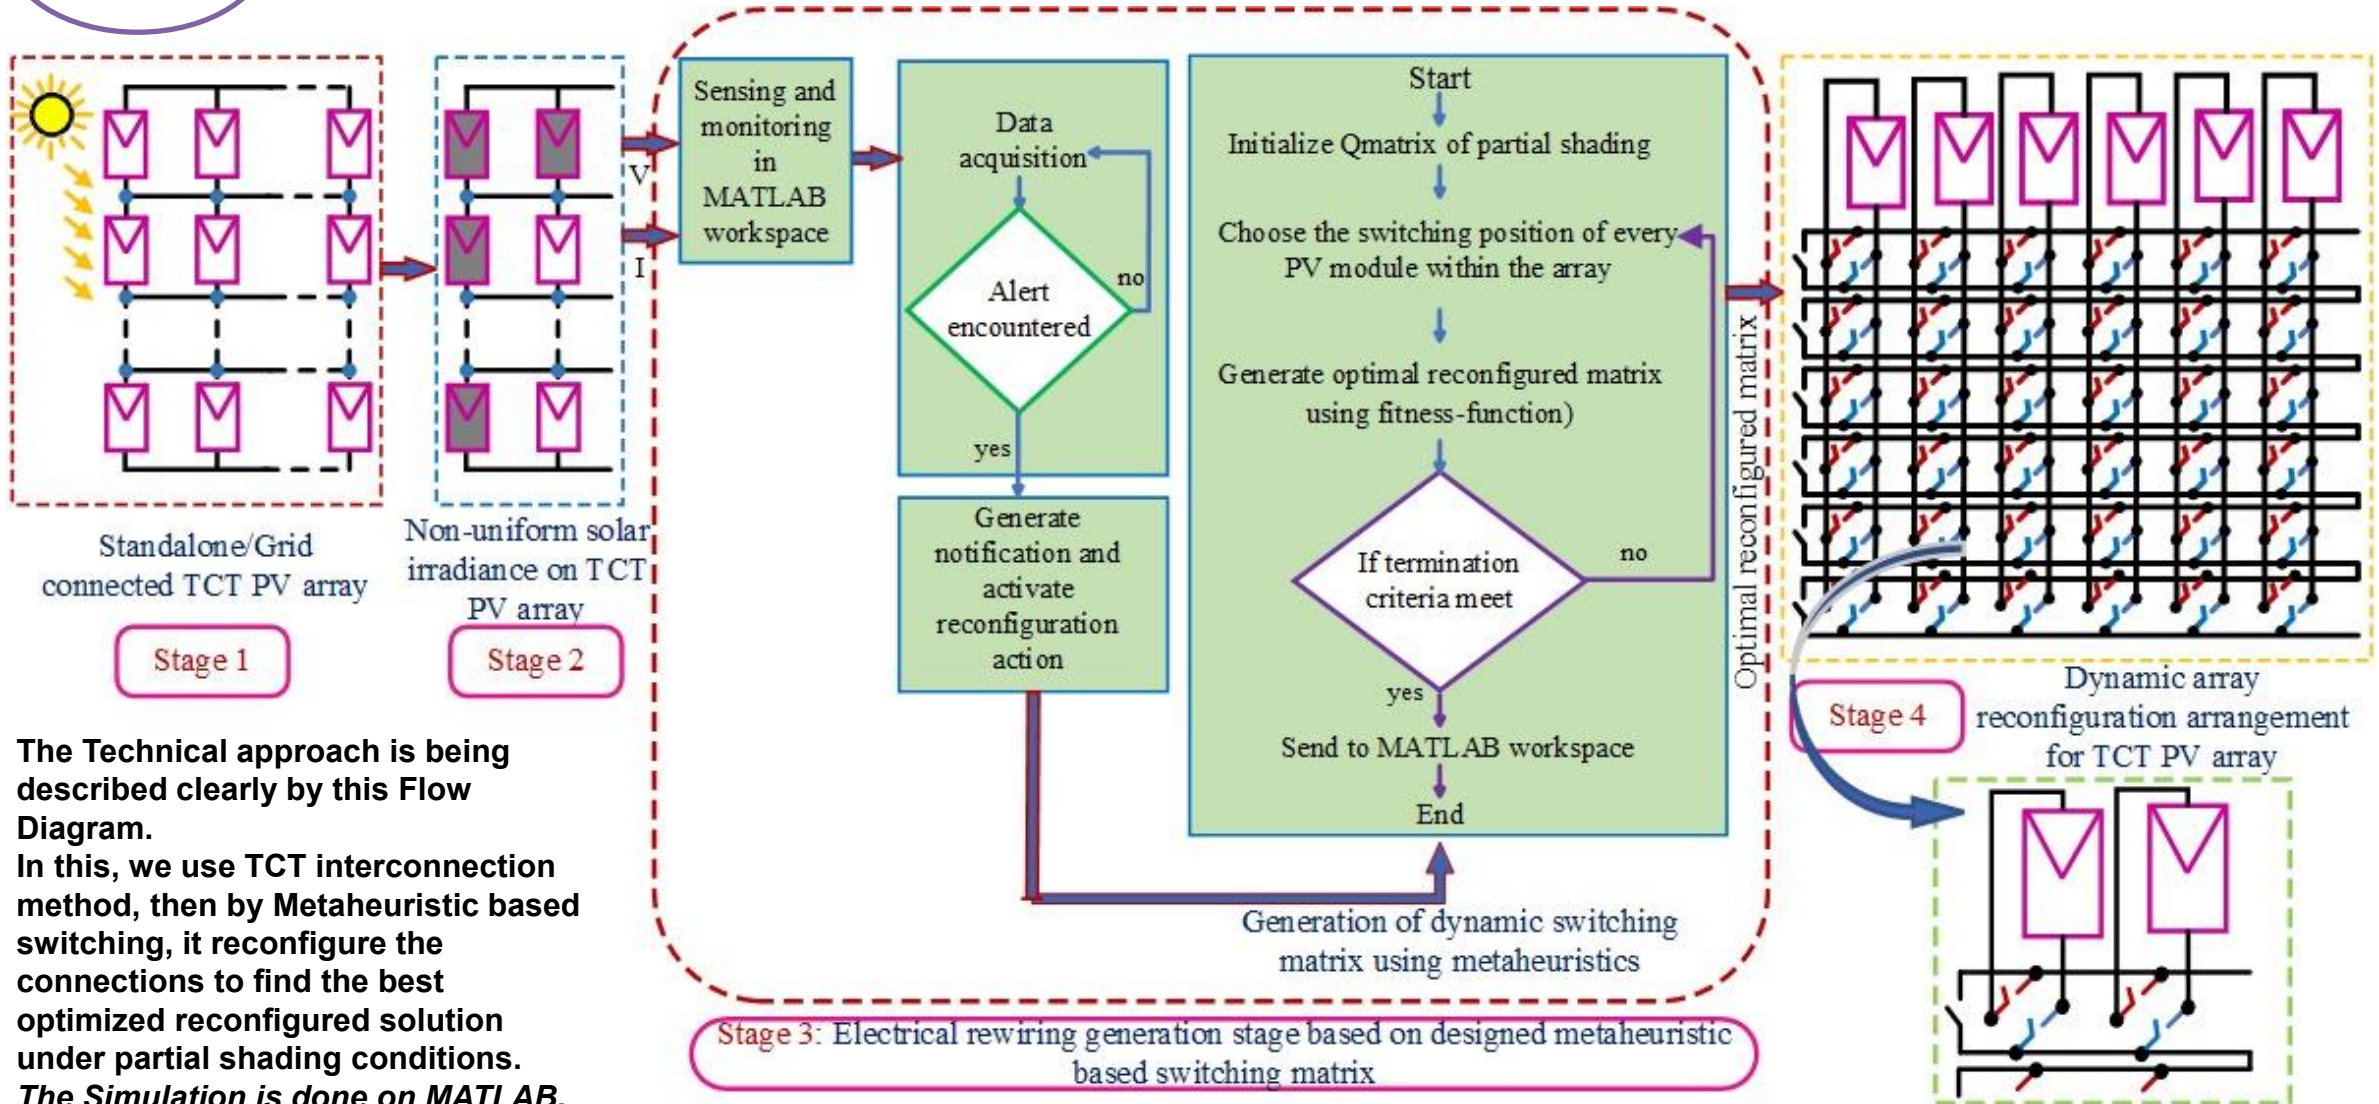 Standalone/Grid
connected TCT PV array
Stage 1
Non-uniform solar
irradiance on TCT
PV array
Stage 2
V
I
Sensing and
monitoring
in
MATLAB
workspace
Data
acquisition
Alert
encountered
no
yes
Generate
notification and
activate
reconfiguration
action
Start
Initialize Qmatrix of partial shading
Choose the switching position of every
PV module within the array
Generate optimal reconfigured matrix
using fitness-function)
If termination
criteria meet
no
yes
Send to MATLAB workspace
End
Generation of dynamic switching
matrix using metaheuristics
Optimal reconfigured matrix
Stage 3: Electrical rewiring generation stage based on designed metaheuristic
based switching matrix
Stage 4
Dynamic array
reconfiguration arrangement
for TCT PV array
The Technical approach is being
described clearly by this Flow
Diagram.
In this, we use TCT interconnection
method, then by Metaheuristic based
switching, it reconfigure the
connections to find the best
optimized reconfigured solution
under partial shading conditions.
The Simulation is done on MATLAB.